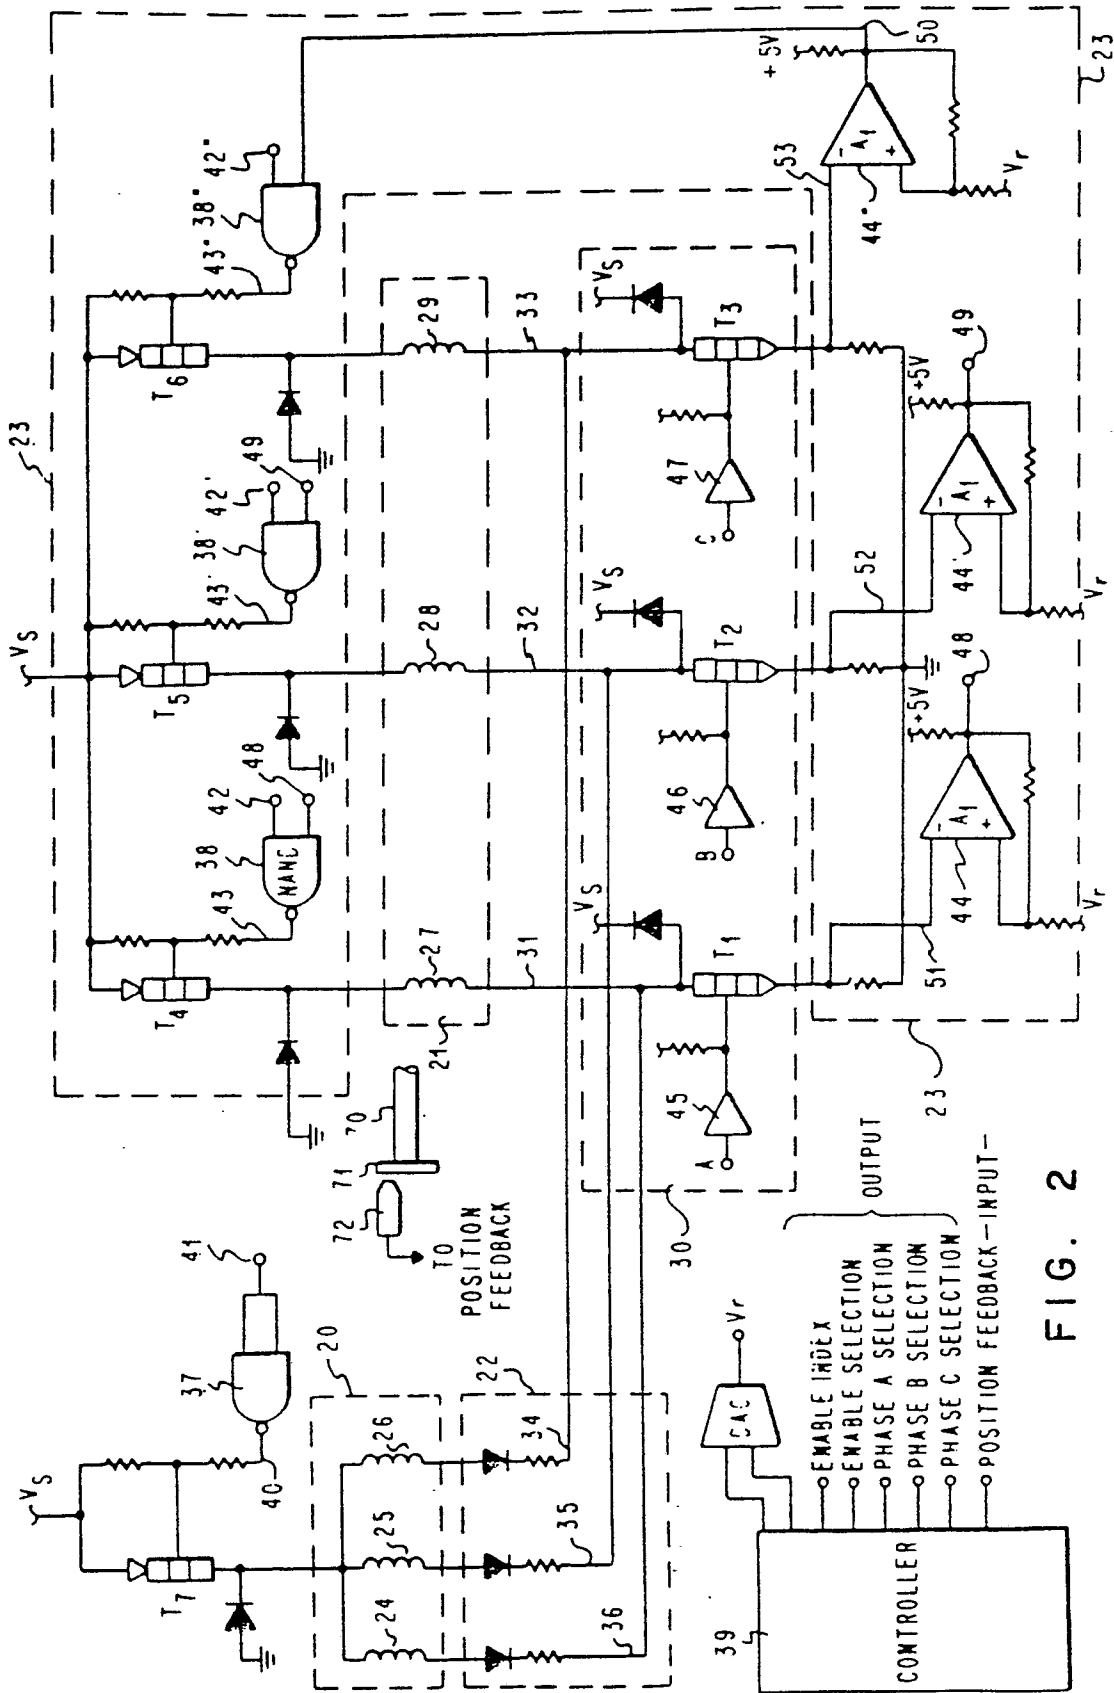 23
Vs
Vs
T7
37
41
40
T4
43
38
NANC
42
48
T5
43'
38'
42'
49
T6
43"
38"
42"
50
+5V
53
A1
-
+
44"
Vr
23
20
24
25
26
22
34
35
36
72
71
70
TO
POSITION
FEEDBACK
21
27
28
29
31
32
33
30
A
45
T1
Vs
B
46
T2
Vs
C
47
T3
Vs
51
44
A1
-
+
+5V
48
Vr
52
44'
A1
-
+
+5V
49
Vr
23
39
CONTROLLER
DAC
Vr
ENABLE INDEX
ENABLE SELECTION
PHASE A SELECTION
PHASE B SELECTION
PHASE C SELECTION
POSITION FEEDBACK-INPUT-
OUTPUT
FIG. 2